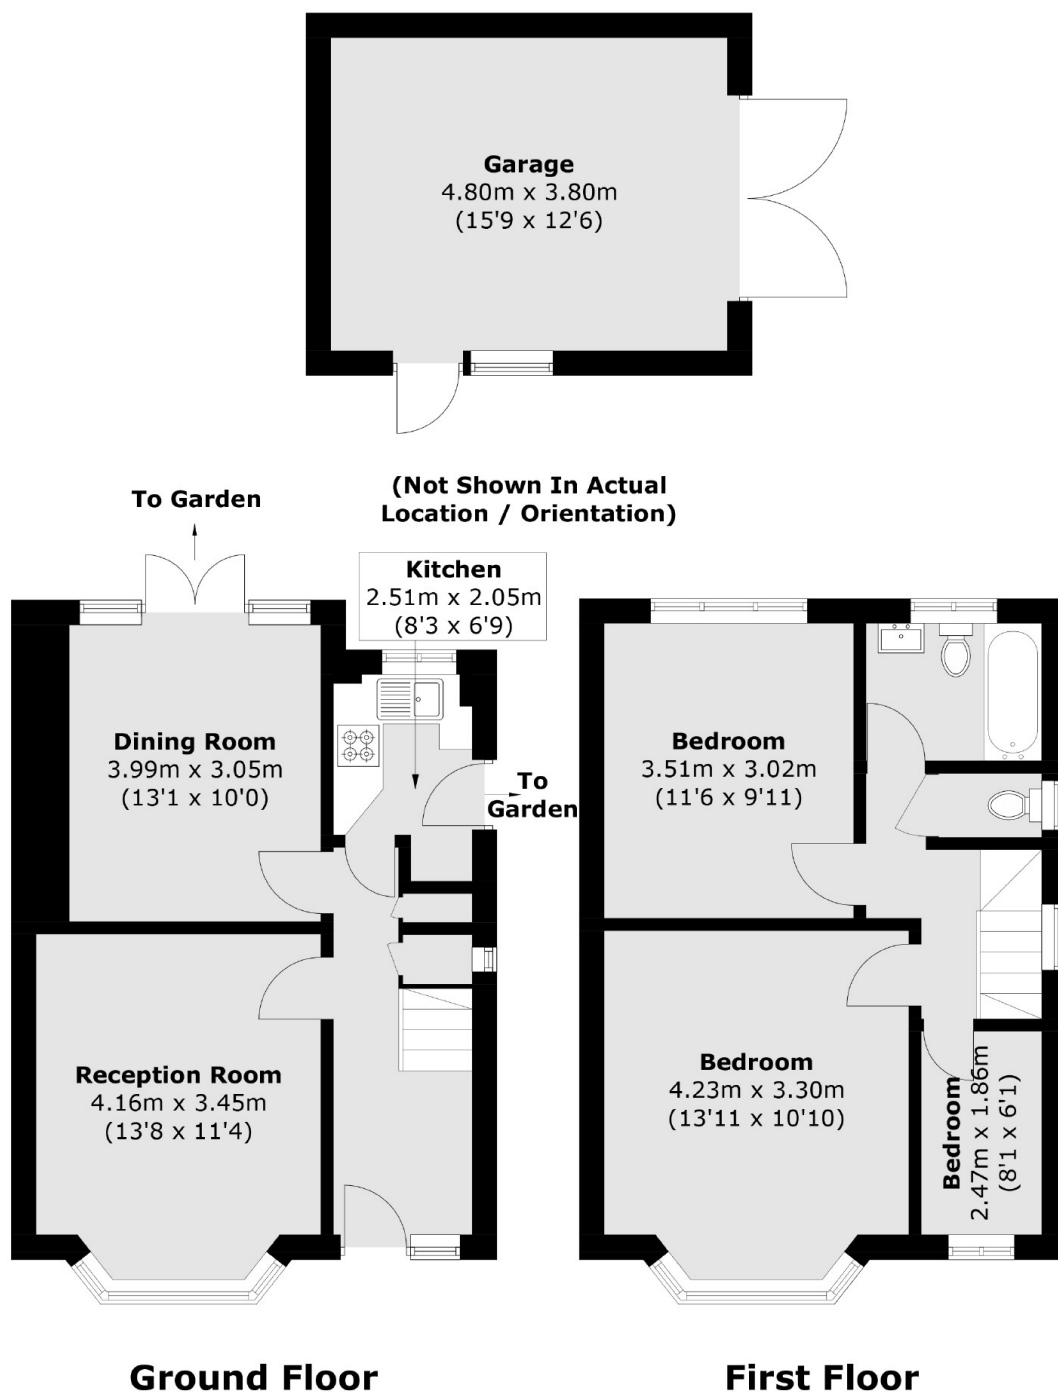 Garage
4.80m x 3.80m
(15'9 x 12'6)
(Not Shown In Actual
Location / Orientation)
To Garden
Kitchen
2.51m x 2.05m
(8'3 x 6'9)
Dining Room
3.99m x 3.05m
(13'1 x 10'0)
To
Garden
Bedroom
3.51m x 3.02m
(11'6 x 9'11)
Reception Room
4.16m x 3.45m
(13'8 x 11'4)
Bedroom
4.23m x 3.30m
(13'11 x 10'10)
Bedroom
2.47m x 1.86m
(8'1 x 6'1)
Ground Floor
First Floor